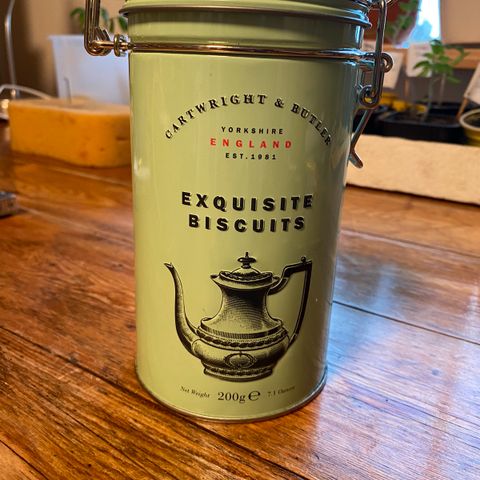 CARTWRIGHT & BUTLER
YORKSHIRE
ENGLAND
EST. 1981
EXQUISITE
BISCUITS
Net Weight 200g℮ 7.1 Ounces